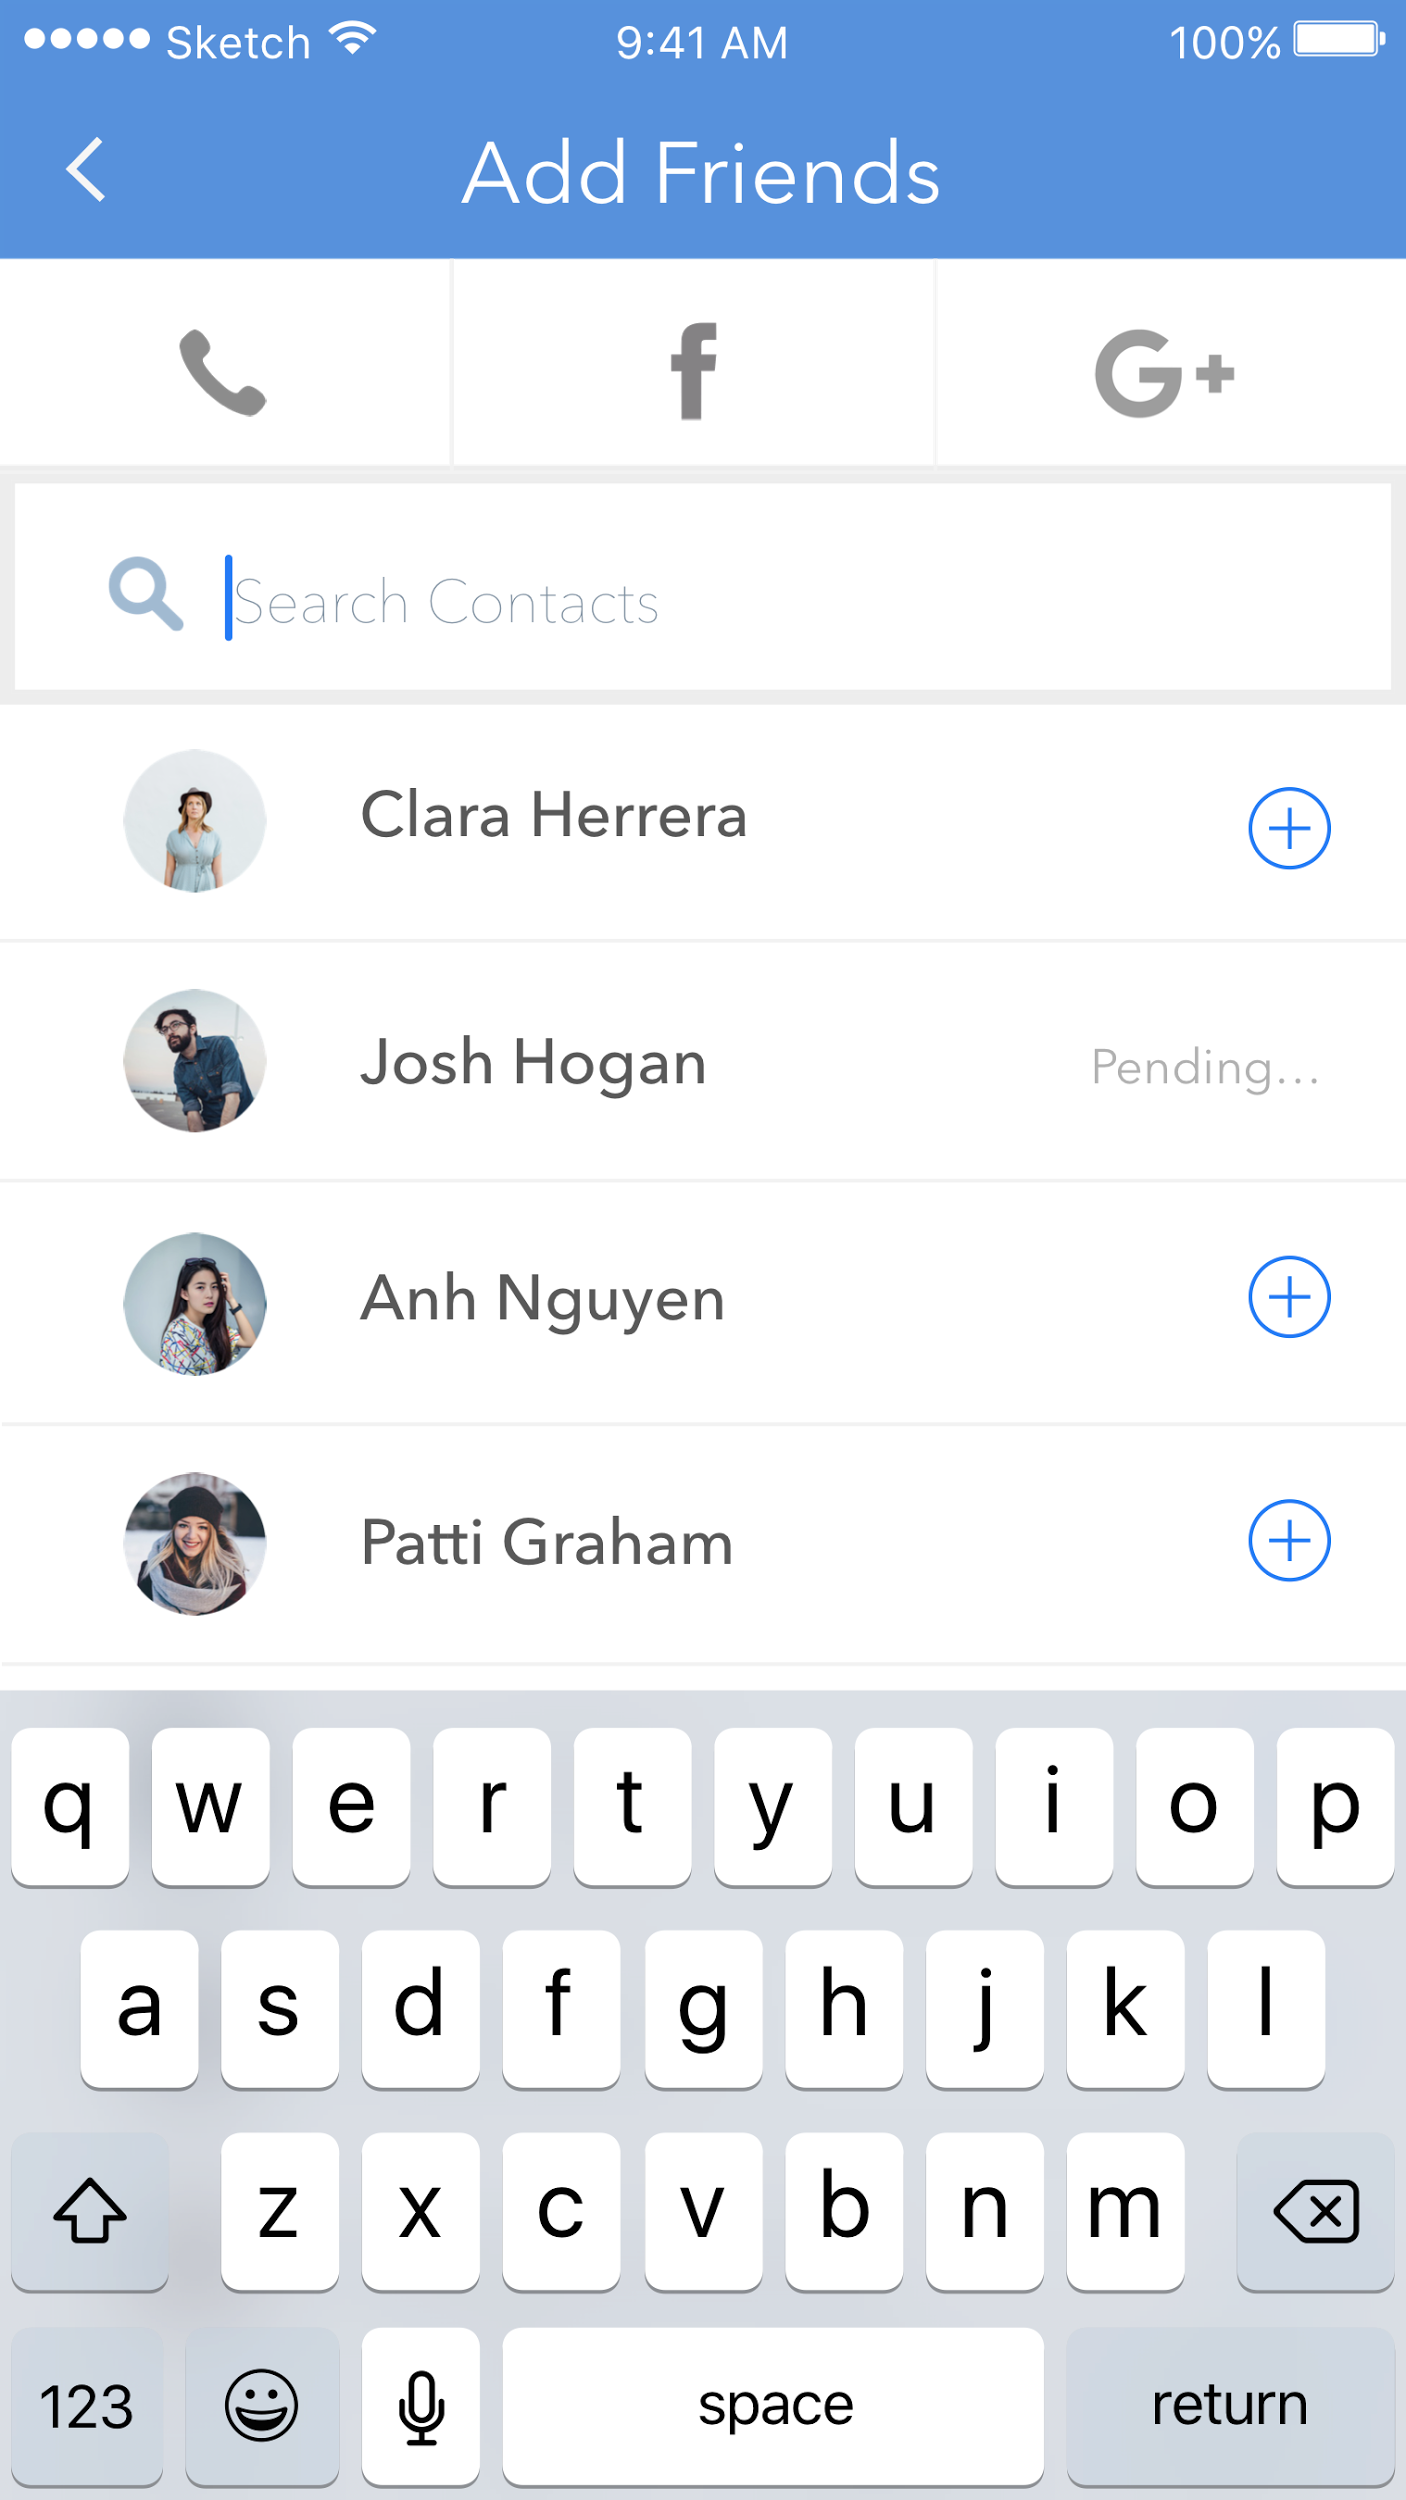 Sketch 9:41 AM 100%
Add Friends
f G+
Search Contacts
Clara Herrera
Josh Hogan Pending...
Anh Nguyen
Patti Graham
q w e r t y u i o p
a s d f g h j k l
z x c v b n m
123 space return